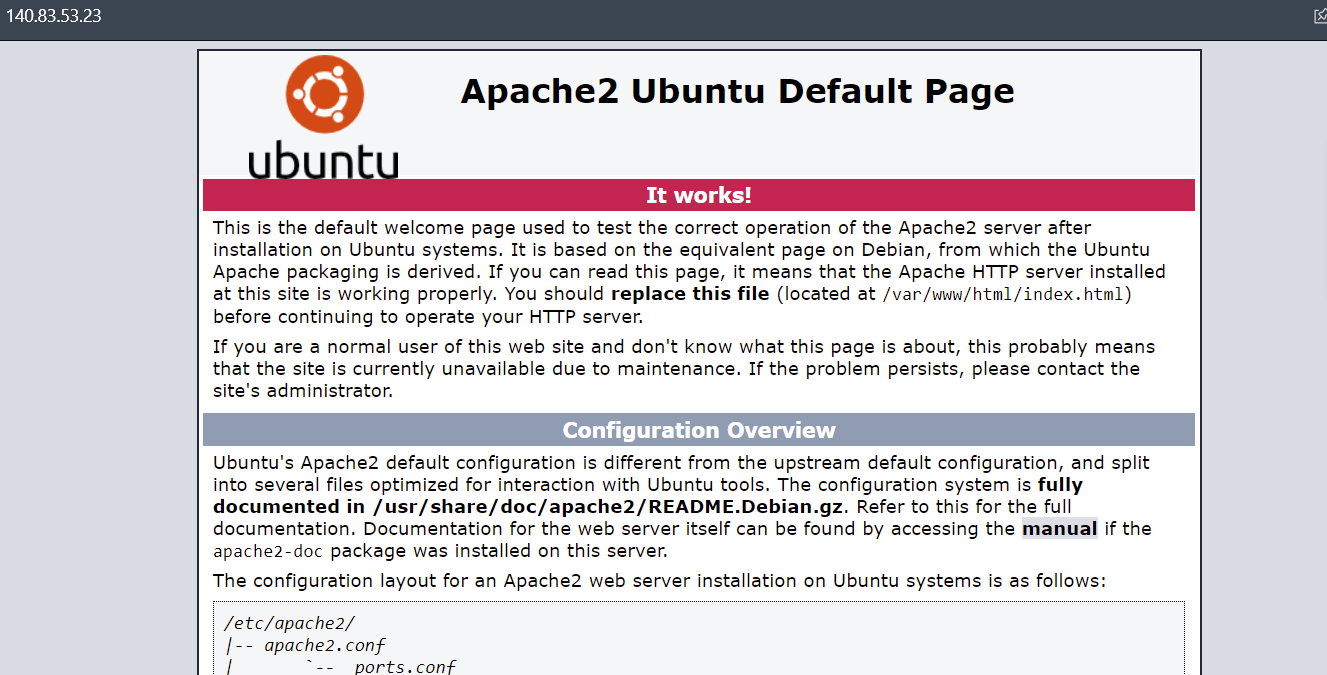 140.83.53.23
Apache2 Ubuntu Default Page
ubuntu
It works!
This is the default welcome page used to test the correct operation of the Apache2 server after
installation on Ubuntu systems. It is based on the equivalent page on Debian, from which the Ubuntu
Apache packaging is derived. If you can read this page, it means that the Apache HTTP server installed
at this site is working properly. You should replace this file (located at /var/www/html/index.html)
before continuing to operate your HTTP server.
If you are a normal user of this web site and don't know what this page is about, this probably means
that the site is currently unavailable due to maintenance. If the problem persists, please contact the
site's administrator.
Configuration Overview
Ubuntu's Apache2 default configuration is different from the upstream default configuration, and split
into several files optimized for interaction with Ubuntu tools. The configuration system is fully
documented in /usr/share/doc/apache2/README.Debian.gz. Refer to this for the full
documentation. Documentation for the web server itself can be found by accessing the manual if the
apache2-doc package was installed on this server.
The configuration layout for an Apache2 web server installation on Ubuntu systems is as follows:
/etc/apache2/
|-- apache2.conf
|       `--  ports.conf